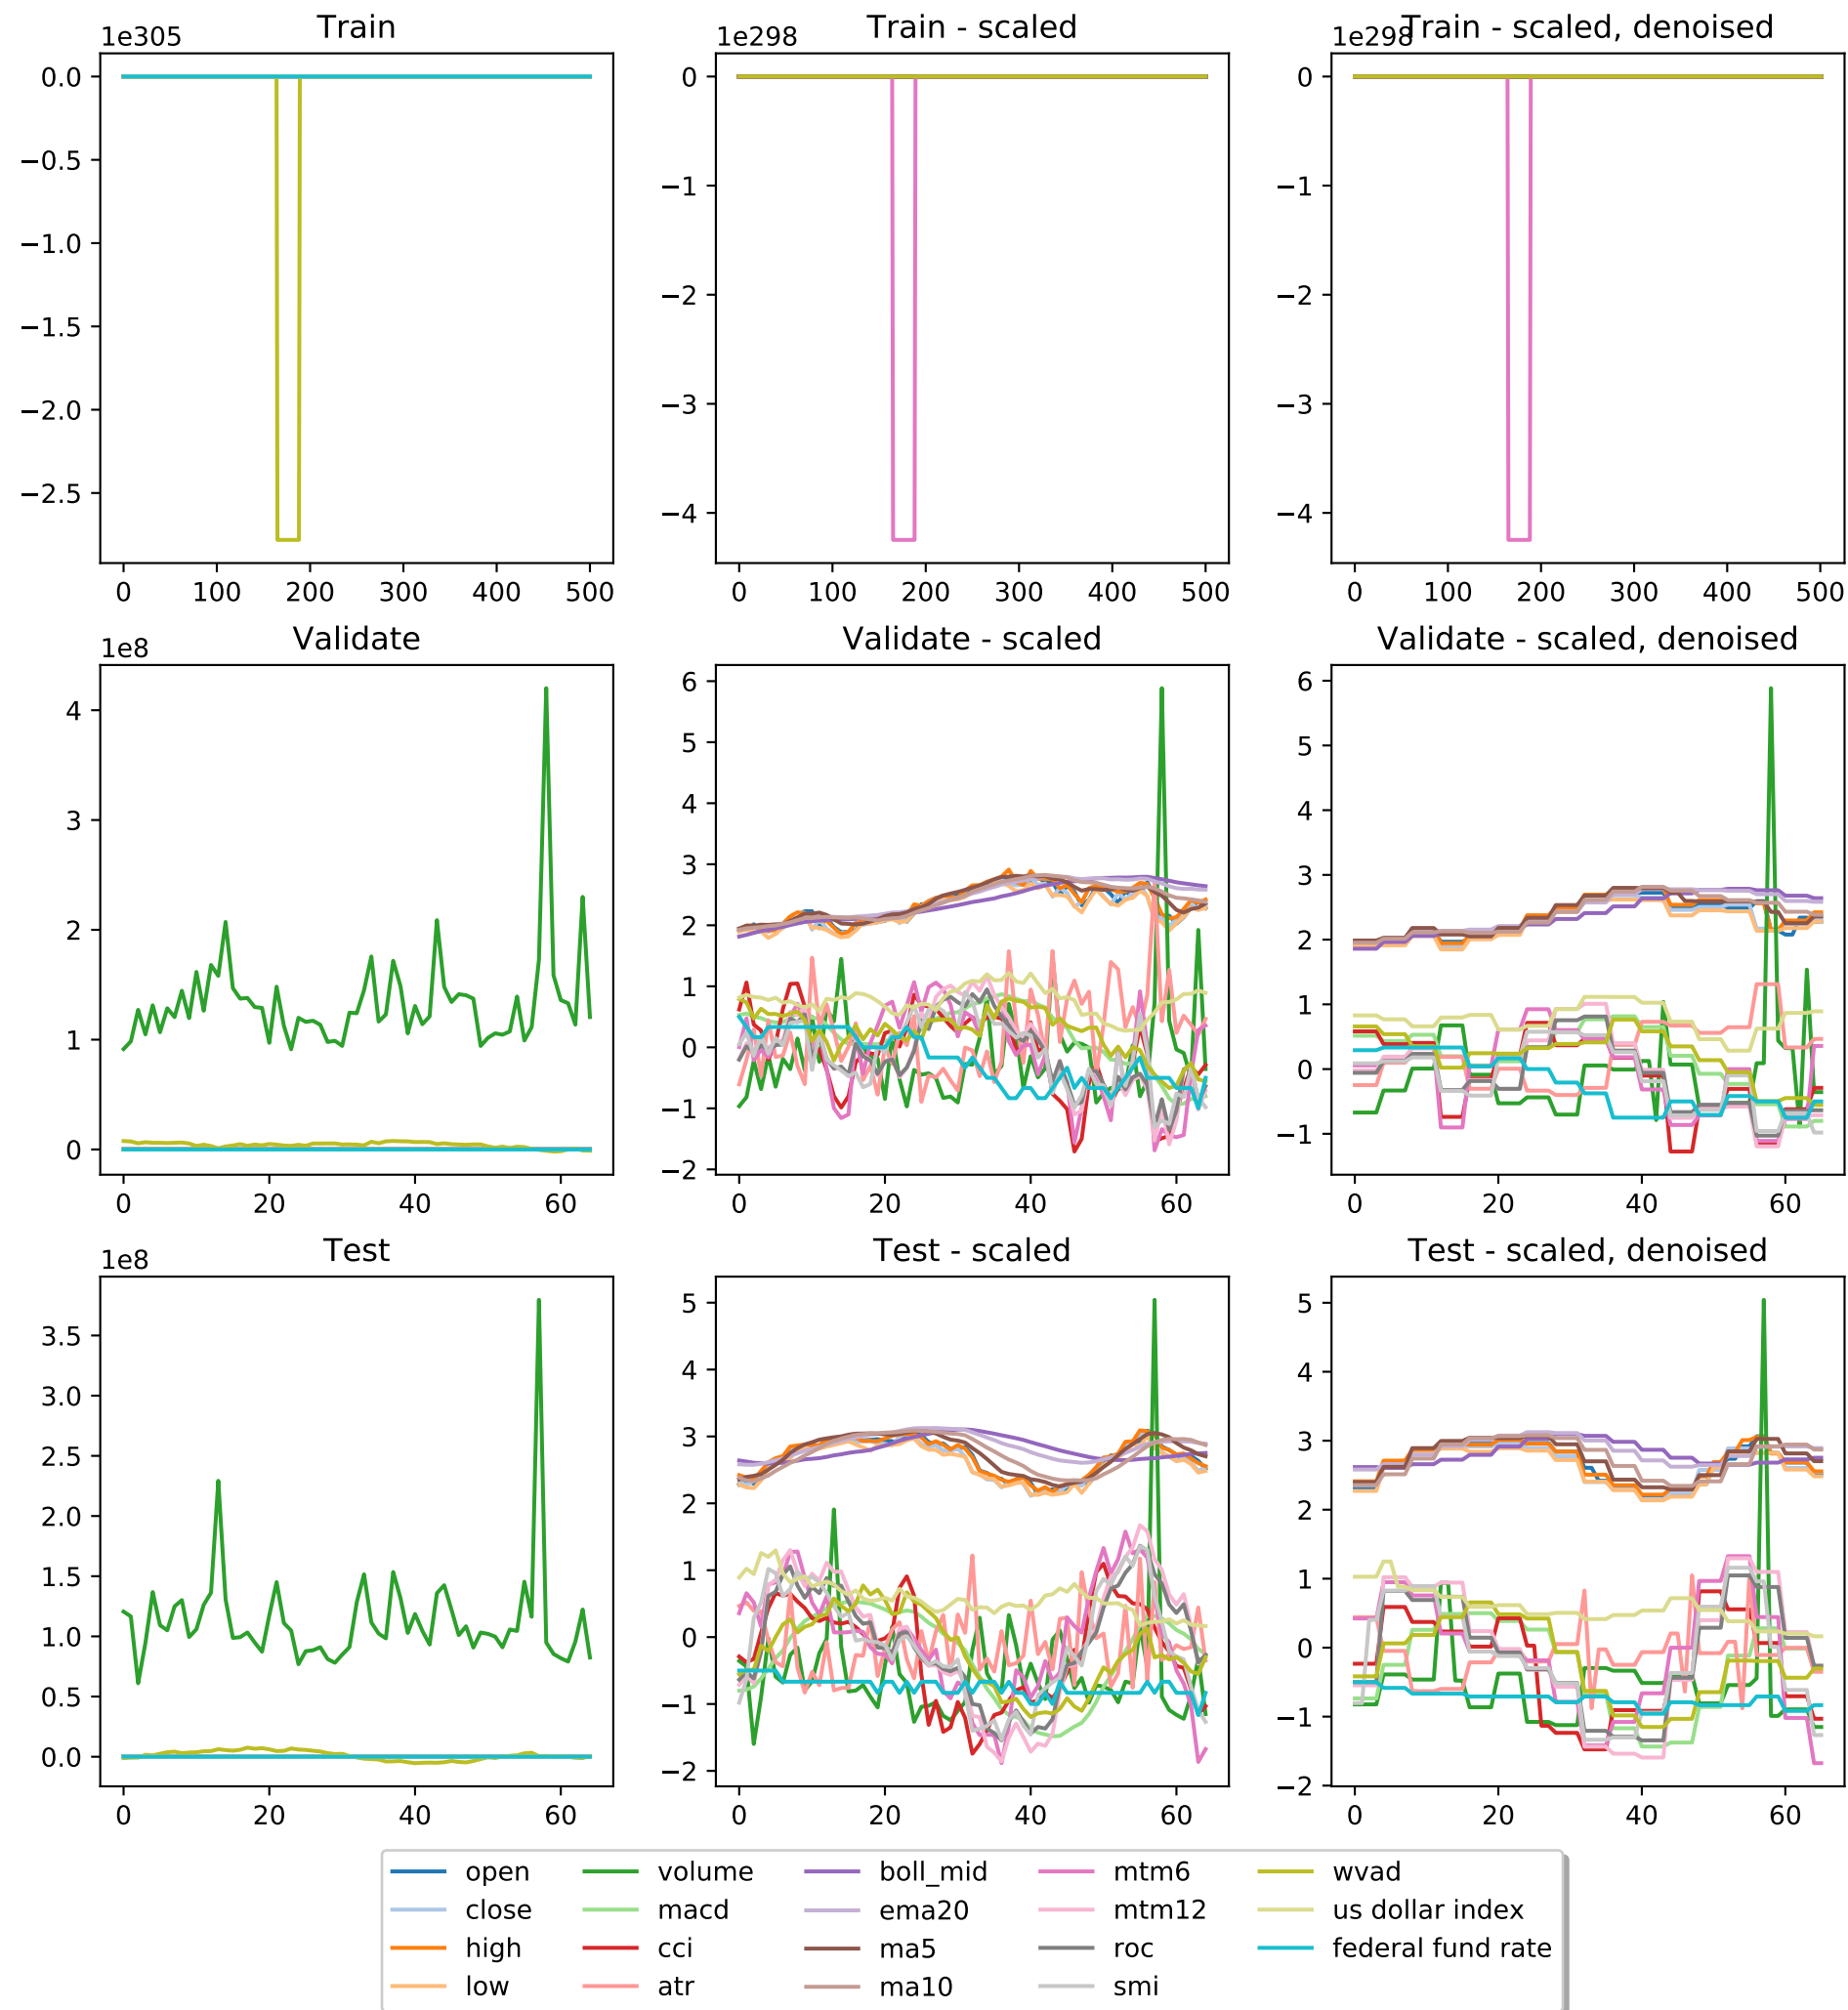 Train
1e305
0.0
−0.5
−1.0
−1.5
−2.0
−2.5
0 100 200 300 400 500
Train - scaled
1e298
0
−1
−2
−3
−4
0 100 200 300 400 500
Train - scaled, denoised
1e298
0
−1
−2
−3
−4
0 100 200 300 400 500
Validate
1e8
4
3
2
1
0
0 20 40 60
Validate - scaled
6
5
4
3
2
1
0
−1
−2
0 20 40 60
Validate - scaled, denoised
6
5
4
3
2
1
0
−1
0 20 40 60
Test
1e8
3.5
3.0
2.5
2.0
1.5
1.0
0.5
0.0
0 20 40 60
Test - scaled
5
4
3
2
1
0
−1
−2
0 20 40 60
Test - scaled, denoised
5
4
3
2
1
0
−1
−2
0 20 40 60
open
close
high
low
volume
macd
cci
atr
boll_mid
ema20
ma5
ma10
mtm6
mtm12
roc
smi
wvad
us dollar index
federal fund rate